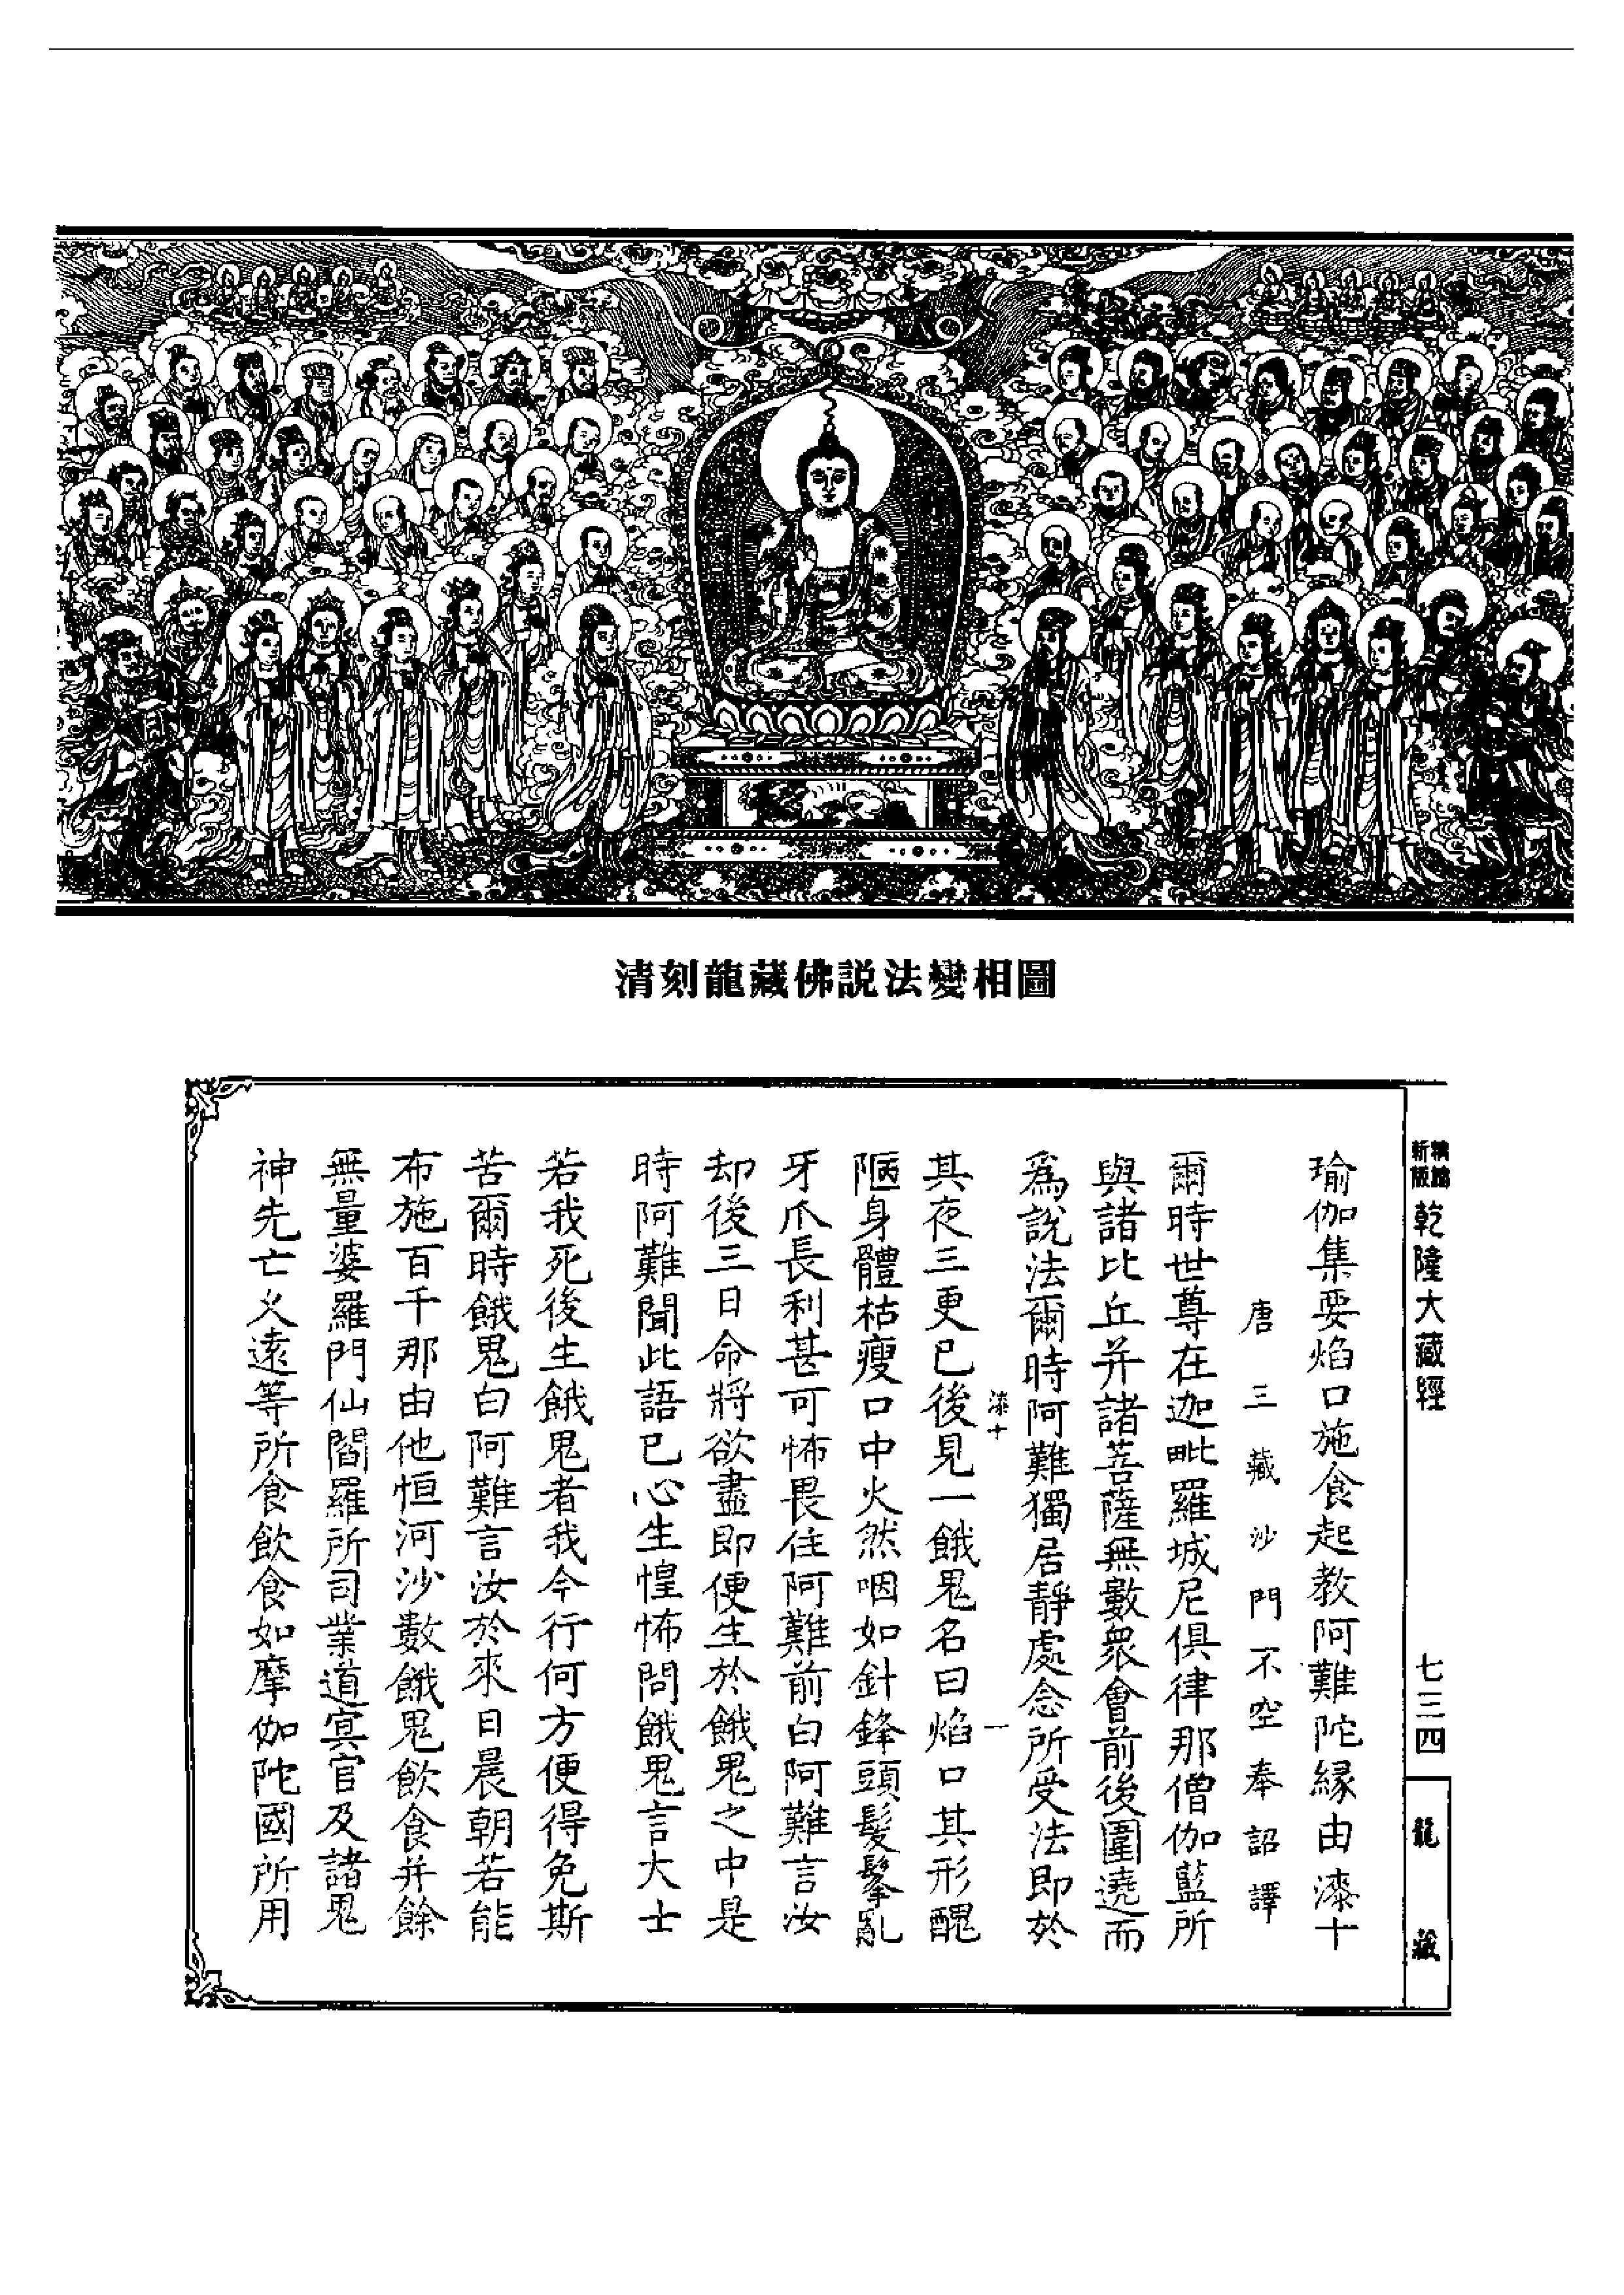 清刻龍藏佛説法變相圖
新版
精縮
乾隆大藏經
七三四
龍藏
瑜伽集要焰口施食起教阿難陀緣由 漆十
唐三藏沙門不空奉詔譯
爾時世尊在迦毗羅城尼俱律那僧伽藍所
與諸比丘并諸菩薩無數衆會前後圍遶而
爲說法爾時阿難獨居靜處念所受法即於
漆十 一
其夜三更已後見一餓鬼名曰焰口其形醜
陋身體枯瘦口中火然咽如針鋒頭髮髼亂
牙爪長利甚可怖畏住阿難前白阿難言汝
却後三日命將欲盡即便生於餓鬼之中是
時阿難聞此語已心生惶怖問餓鬼言大士
若我死後生餓鬼者我今行何方便得免斯
苦爾時餓鬼白阿難言汝於來日晨朝若能
布施百千那由他恒河沙數餓鬼飲食并餘
無量婆羅門仙閻羅所司業道冥官及諸鬼
神先亡久遠等所食飲食如摩伽陀國所用